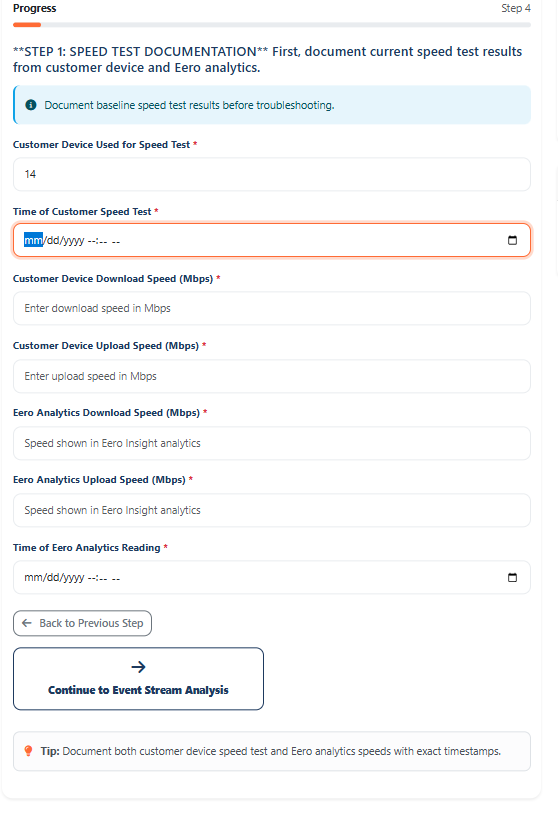 Progress
Step 4
**STEP 1: SPEED TEST DOCUMENTATION** First, document current speed test results
from customer device and Eero analytics.
Document baseline speed test results before troubleshooting.
Customer Device Used for Speed Test *
14
Time of Customer Speed Test *
mm/dd/yyyy --:-- --
Customer Device Download Speed (Mbps) *
Enter download speed in Mbps
Customer Device Upload Speed (Mbps) *
Enter upload speed in Mbps
Eero Analytics Download Speed (Mbps) *
Speed shown in Eero Insight analytics
Eero Analytics Upload Speed (Mbps) *
Speed shown in Eero Insight analytics
Time of Eero Analytics Reading *
mm/dd/yyyy --:-- --
Back to Previous Step
Continue to Event Stream Analysis
Tip: Document both customer device speed test and Eero analytics speeds with exact timestamps.